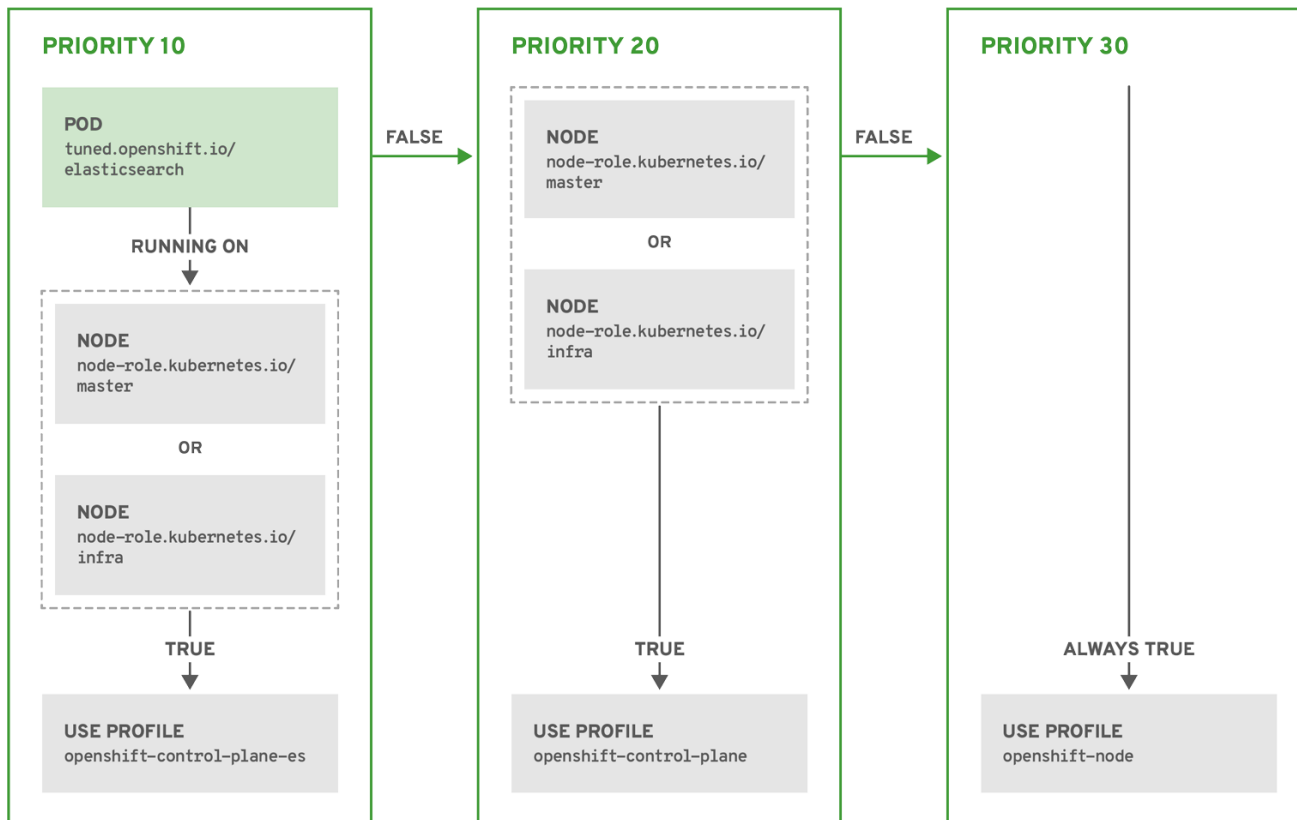 PRIORITY 10
POD
tuned.openshift.io/
elasticsearch
RUNNING ON
NODE
node-role.kubernetes.io/
master
OR
NODE
node-role.kubernetes.io/
infra
TRUE
USE PROFILE
openshift-control-plane-es
FALSE
PRIORITY 20
NODE
node-role.kubernetes.io/
master
OR
NODE
node-role.kubernetes.io/
infra
TRUE
USE PROFILE
openshift-control-plane
FALSE
PRIORITY 30
ALWAYS TRUE
USE PROFILE
openshift-node